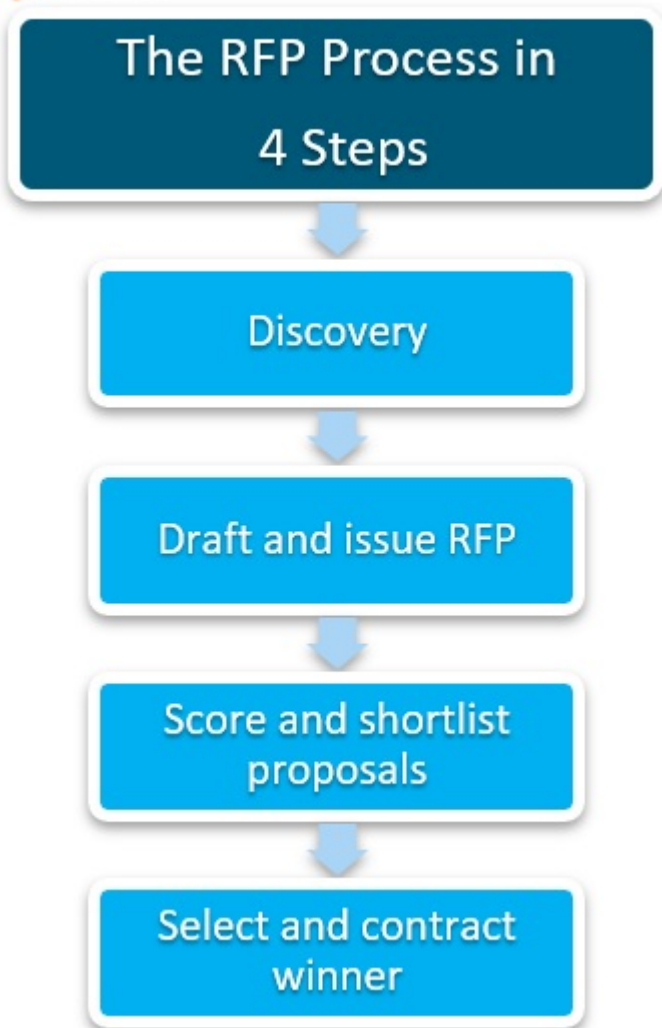 The RFP Process in
4 Steps
Discovery
Draft and issue RFP
Score and shortlist
proposals
Select and contract
winner